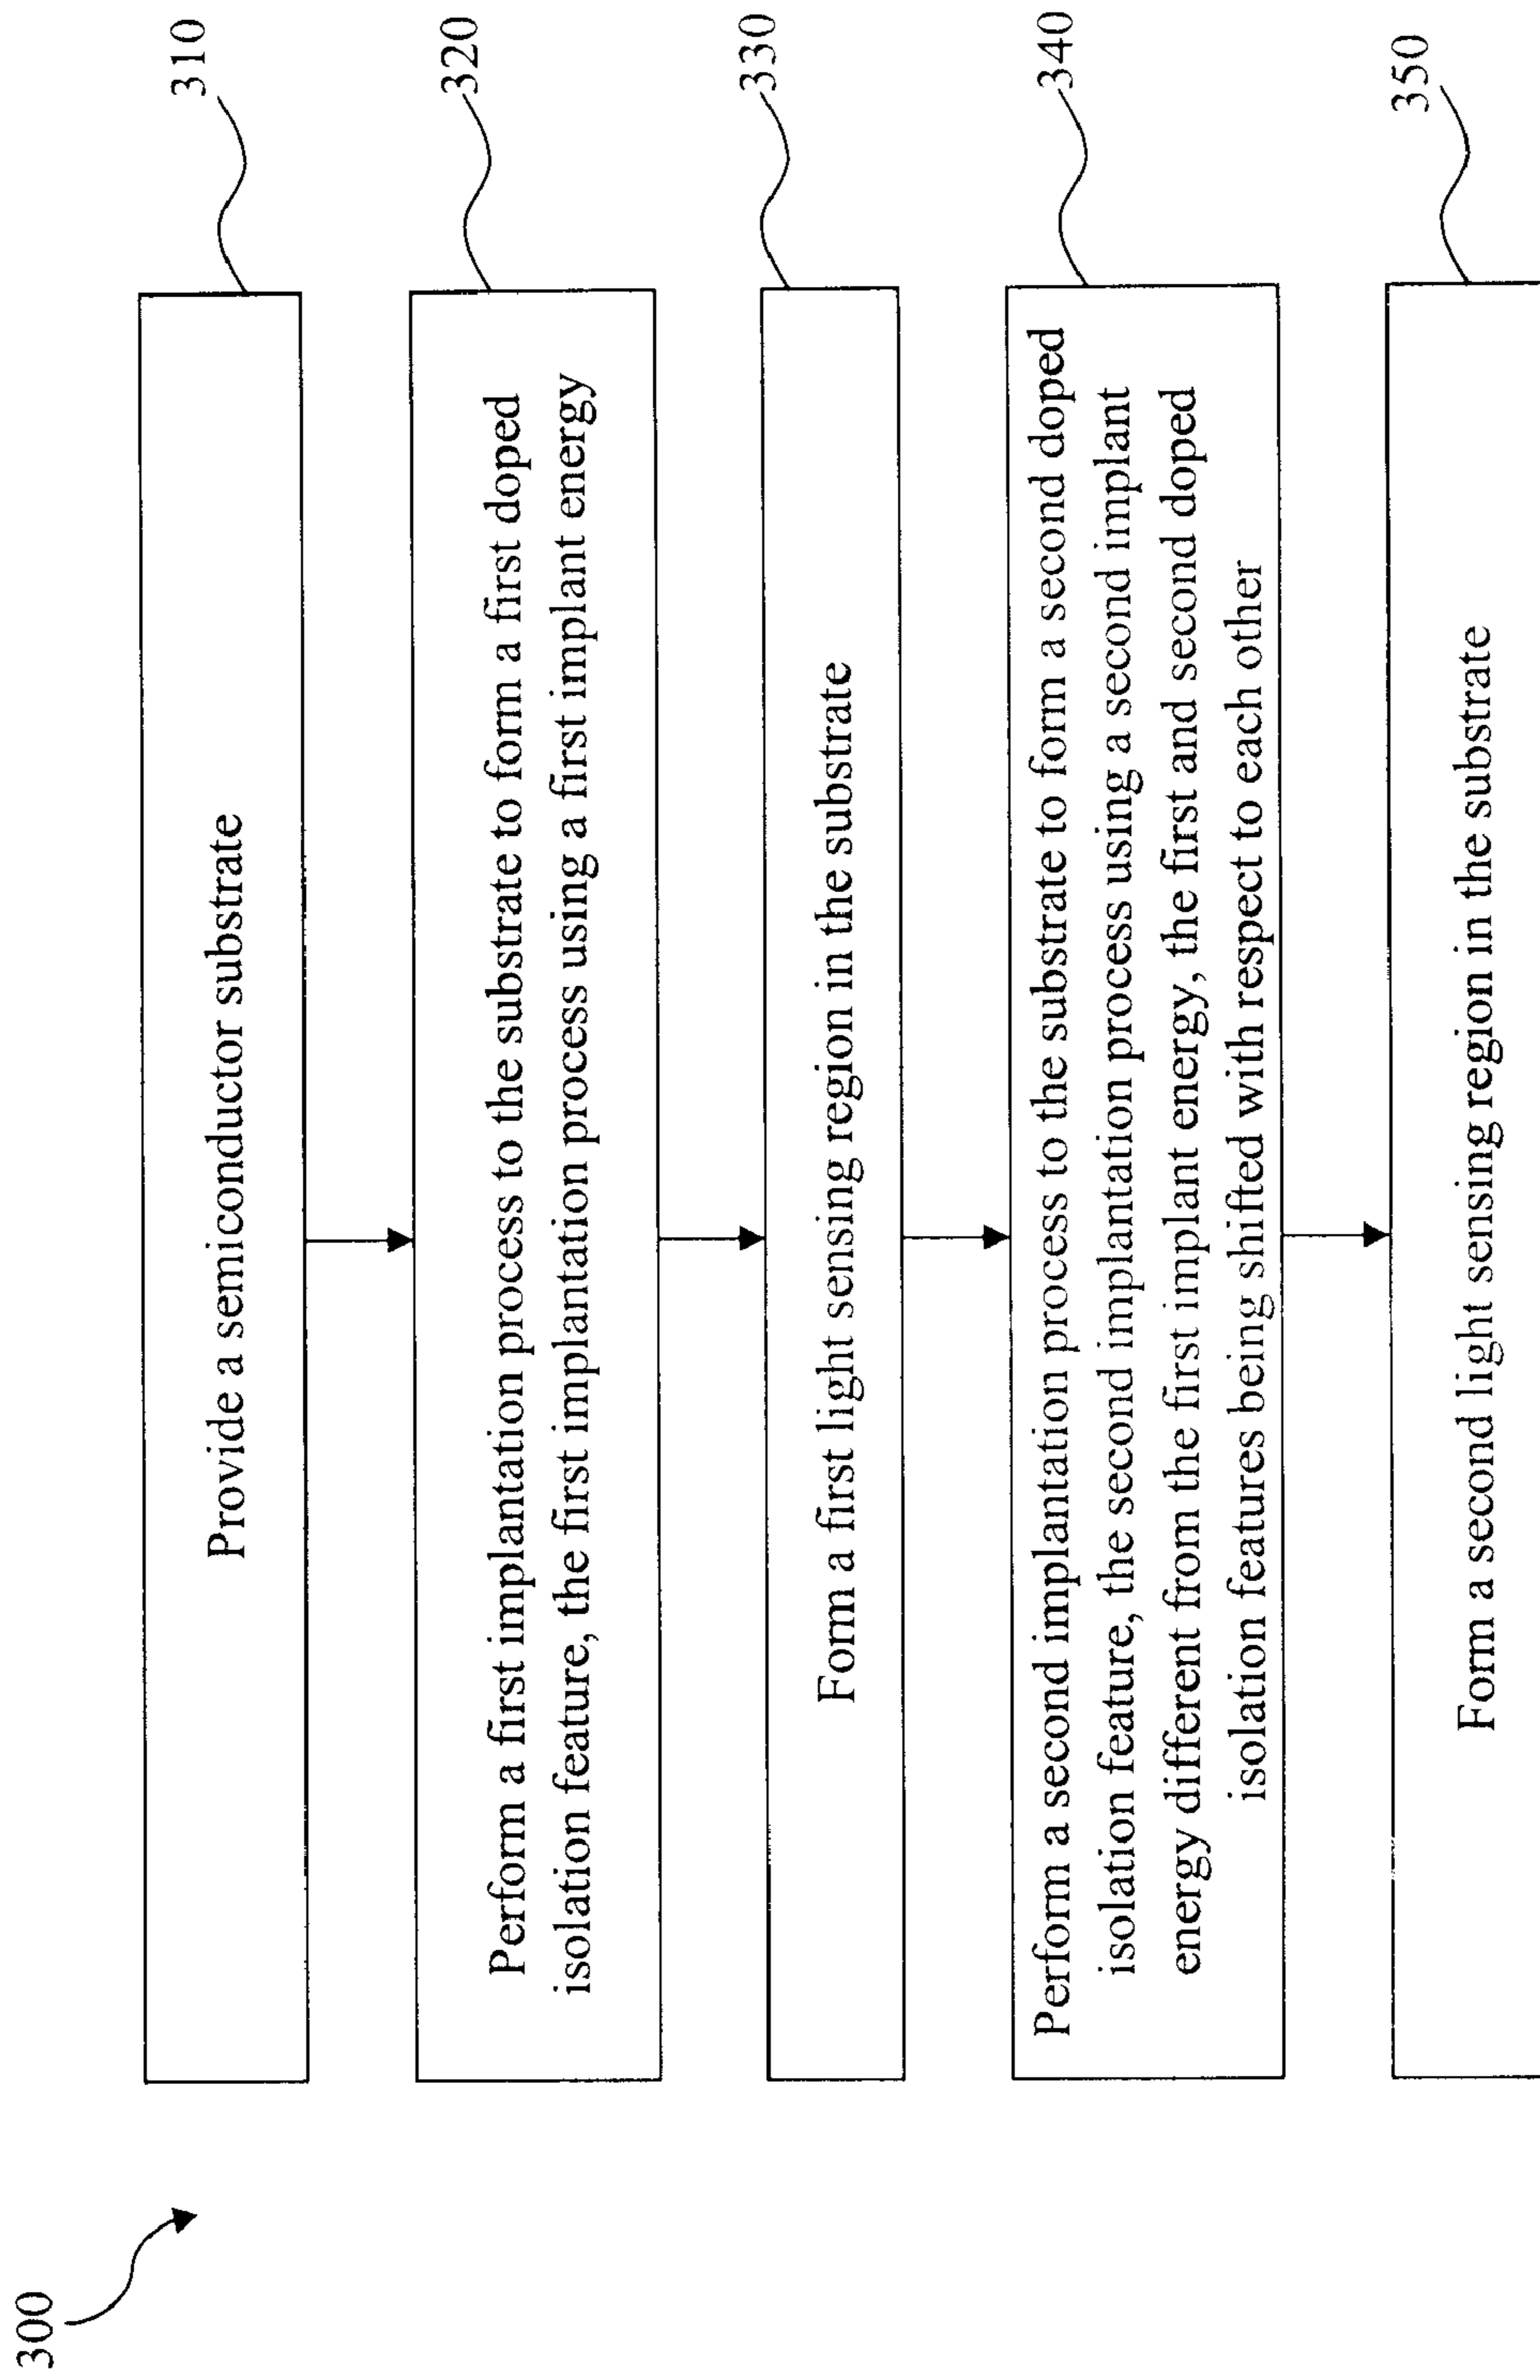 300
310
Provide a semiconductor substrate
320
Perform a first implantation process to the substrate to form a first doped
isolation feature, the first implantation process using a first implant energy
330
Form a first light sensing region in the substrate
340
Perform a second implantation process to the substrate to form a second doped
isolation feature, the second implantation process using a second implant
energy different from the first implant energy, the first and second doped
isolation features being shifted with respect to each other
350
Form a second light sensing region in the substrate